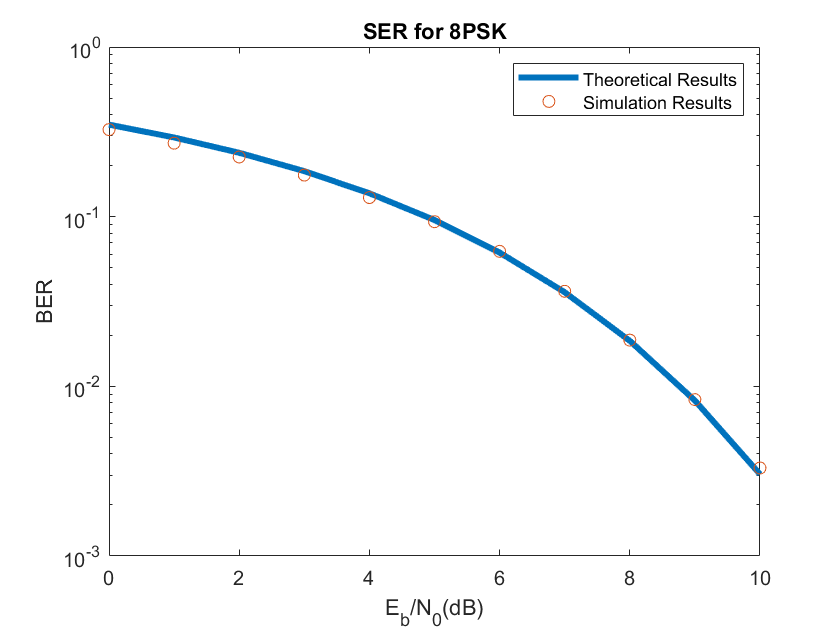 SER for 8PSK
Theoretical Results
Simulation Results
10^0
10^-1
10^-2
10^-3
BER
0 2 4 6 8 10
E_b/N_0(dB)